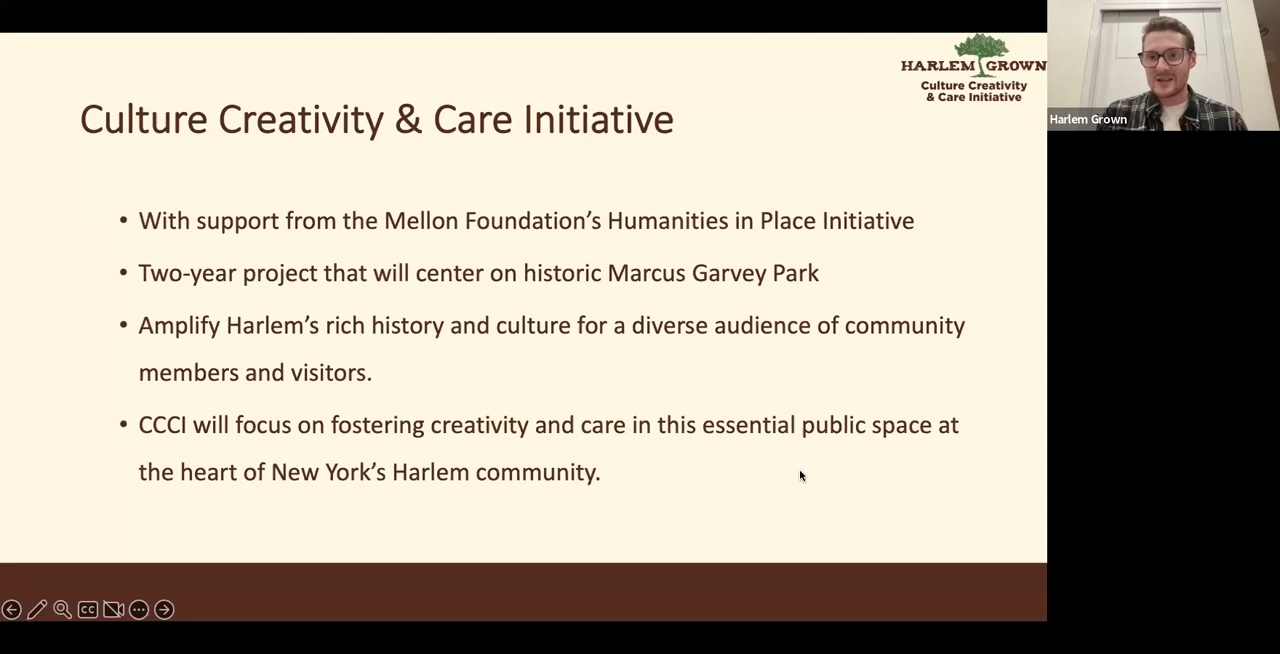 HARLEM GROWN
Culture Creativity
& Care Initiative
Harlem Grown
Culture Creativity & Care Initiative
• With support from the Mellon Foundation’s Humanities in Place Initiative
• Two-year project that will center on historic Marcus Garvey Park
• Amplify Harlem’s rich history and culture for a diverse audience of community
members and visitors.
• CCCI will focus on fostering creativity and care in this essential public space at
the heart of New York’s Harlem community.
CC